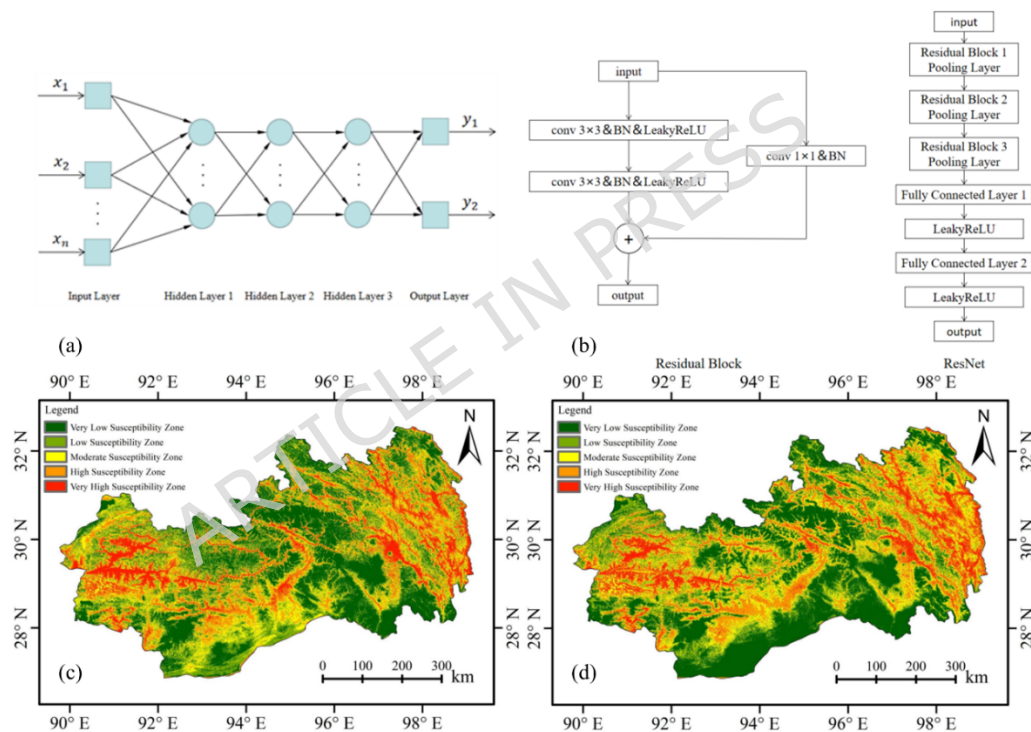 x1
x2
xn
y1
y2
Input Layer
Hidden Layer 1
Hidden Layer 2
Hidden Layer 3
Output Layer
(a)
input
conv 3×3&BN&LeakyReLU
conv 3×3&BN&LeakyReLU
conv 1×1&BN
+
output
(b)
Residual Block
input
Residual Block 1
Pooling Layer
Residual Block 2
Pooling Layer
Residual Block 3
Pooling Layer
Fully Connected Layer 1
LeakyReLU
Fully Connected Layer 2
LeakyReLU
output
ResNet
ARTICLE IN PRESS
90° E
92° E
94° E
96° E
98° E
Legend
Very Low Susceptibility Zone
Low Susceptibility Zone
Moderate Susceptibility Zone
High Susceptibility Zone
Very High Susceptibility Zone
N
32° N
30° N
28° N
0 100 200 300
km
(c)
90° E
92° E
94° E
96° E
98° E
90° E
92° E
94° E
96° E
98° E
Legend
Very Low Susceptibility Zone
Low Susceptibility Zone
Moderate Susceptibility Zone
High Susceptibility Zone
Very High Susceptibility Zone
N
32° N
30° N
28° N
0 100 200 300
km
(d)
90° E
92° E
94° E
96° E
98° E